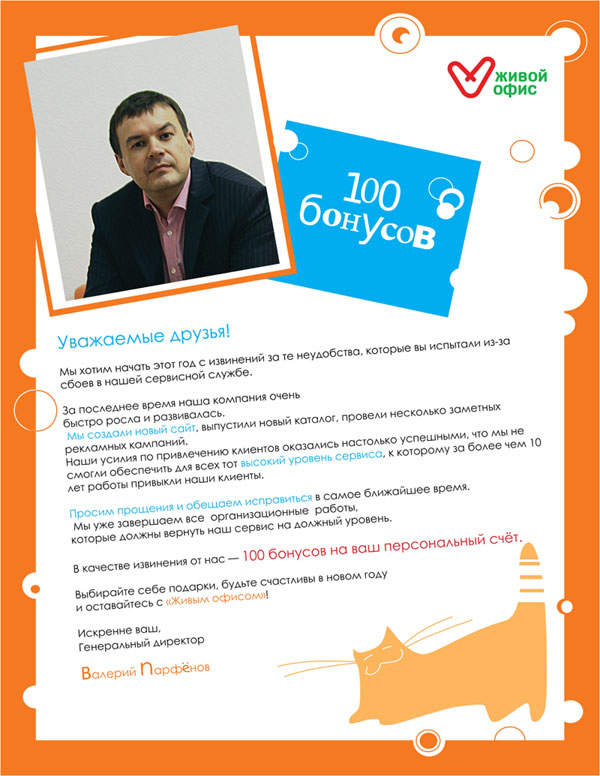 живой
офис
100
бонусов
Уважаемые друзья!
Мы хотим начать этот год с извинений за те неудобства, которые вы испытали из-за
сбоев в нашей сервисной службе.
За последнее время наша компания очень
быстро росла и развивалась.
Мы создали новый сайт, выпустили новый каталог, провели несколько заметных
рекламных кампаний.
Наши усилия по привлечению клиентов оказались настолько успешными, что мы не
смогли обеспечить для всех тот высокий уровень сервиса, к которому за более чем 10
лет работы привыкли наши клиенты.
Просим прощения и обещаем исправиться в самое ближайшее время.
Мы уже завершаем все организационные работы,
которые должны вернуть наш сервис на должный уровень.
В качестве извинения от нас — 100 бонусов на ваш персональный счёт.
Выбирайте себе подарки, будьте счастливы в новом году
и оставайтесь с «Живым офисом»!
Искренне ваш,
Генеральный директор
Валерий Парфёнов